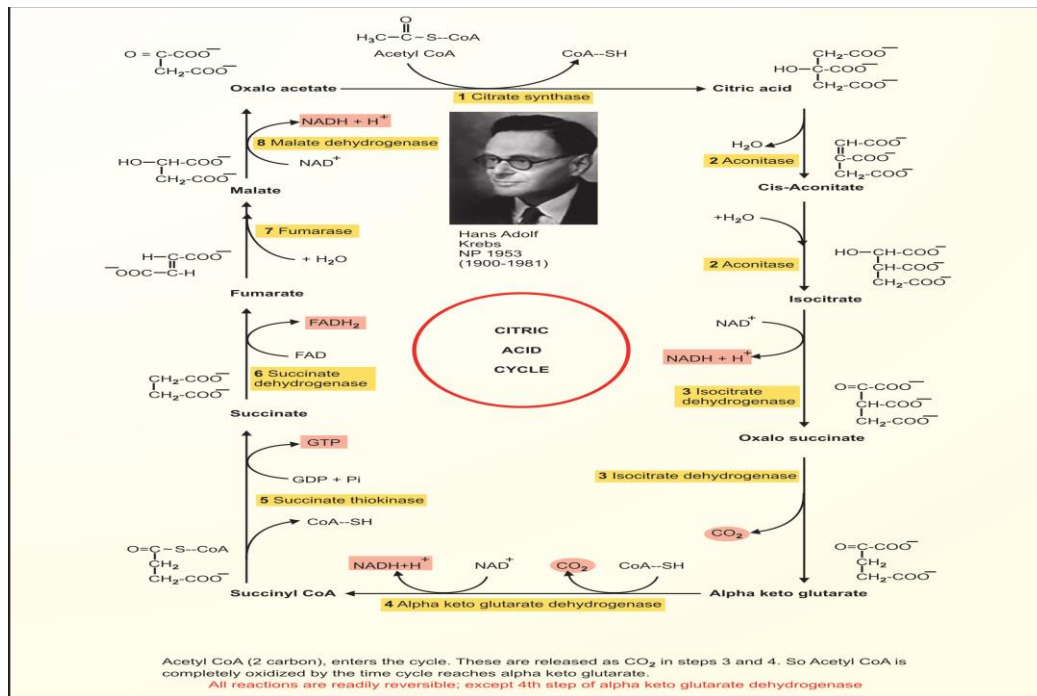 O
H₃C—C~S--CoA
Acetyl CoA
CoA--SH
O = C-COO⁻
CH₂-COO⁻
Oxalo acetate
1 Citrate synthase
CH₂-COO⁻
HO—C-COO⁻
CH₂-COO⁻
Citric acid
H₂O
2 Aconitase
CH-COO⁻
C-COO⁻
CH₂-COO⁻
Cis-Aconitate
+H₂O
2 Aconitase
HO—CH-COO⁻
CH-COO⁻
CH₂-COO⁻
Isocitrate
NAD⁺
NADH + H⁺
3 Isocitrate
dehydrogenase
O=C-COO⁻
CH-COO⁻
CH₂-COO⁻
Oxalo succinate
3 Isocitrate dehydrogenase
CO₂
O=C-COO⁻
CH₂
CH₂-COO⁻
Alpha keto glutarate
CoA--SH
CO₂
NAD⁺
NADH+H⁺
4 Alpha keto glutarate dehydrogenase
O=C~S--CoA
CH₂
CH₂-COO⁻
Succinyl CoA
CoA--SH
5 Succinate thiokinase
GDP + Pi
GTP
CH₂-COO⁻
CH₂-COO⁻
Succinate
6 Succinate
dehydrogenase
FAD
FADH₂
H—C-COO⁻
⁻OOC—C-H
Fumarate
+ H₂O
7 Fumarase
HO—CH-COO⁻
CH₂-COO⁻
Malate
NAD⁺
8 Malate dehydrogenase
NADH + H⁺
Hans Adolf
Krebs
NP 1953
(1900-1981)
CITRIC
ACID
CYCLE
Acetyl CoA (2 carbon), enters the cycle. These are released as CO₂ in steps 3 and 4. So Acetyl CoA is
completely oxidized by the time cycle reaches alpha keto glutarate.
All reactions are readily reversible; except 4th step of alpha keto glutarate dehydrogenase